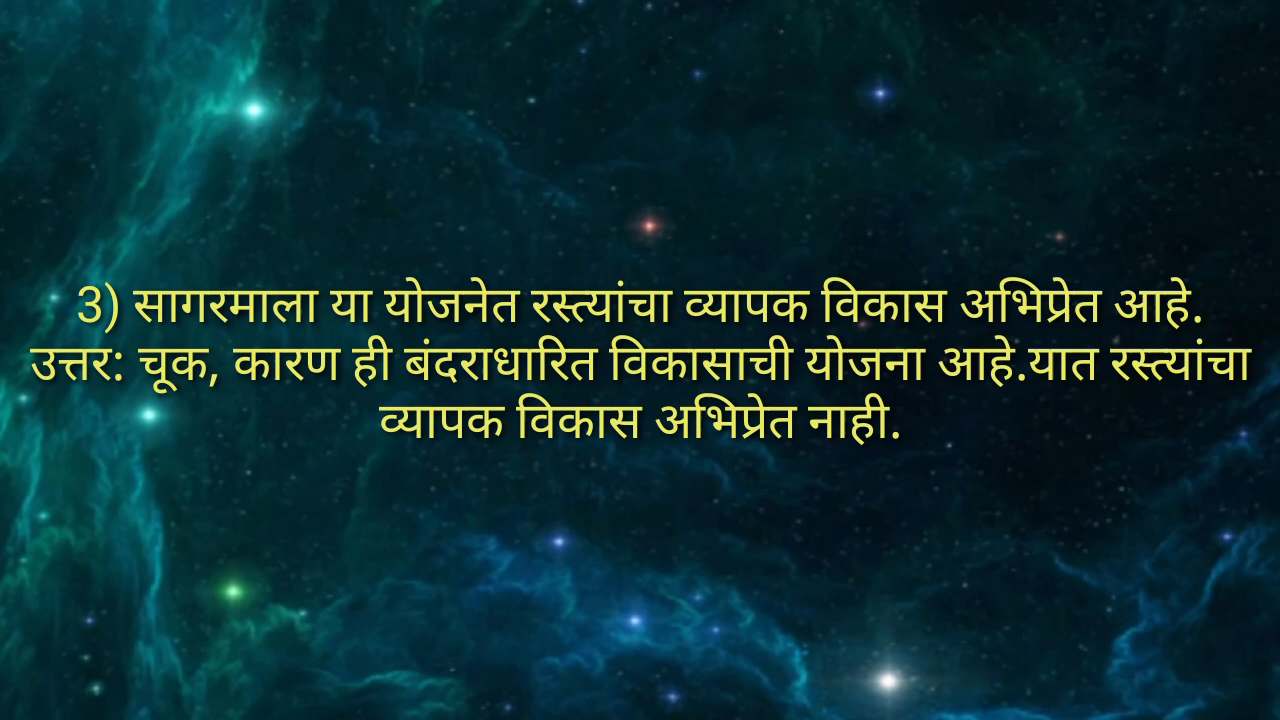 3) सागरमाला या योजनेत रस्त्यांचा व्यापक विकास अभिप्रेत आहे.
उत्तर: चूक, कारण ही बंदराधारित विकासाची योजना आहे.यात रस्त्यांचा
व्यापक विकास अभिप्रेत नाही.